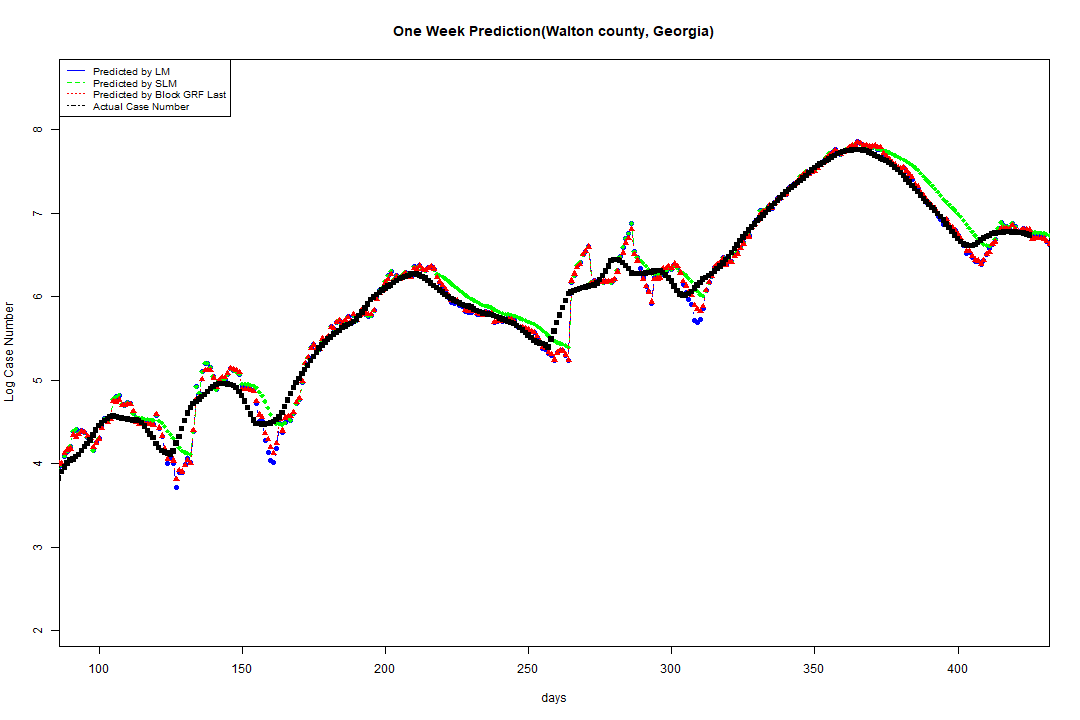 One Week Prediction(Walton county, Georgia)
Predicted by LM
Predicted by SLM
Predicted by Block GRF Last
Actual Case Number
Log Case Number
8
7
6
5
4
3
2
100 150 200 250 300 350 400
days